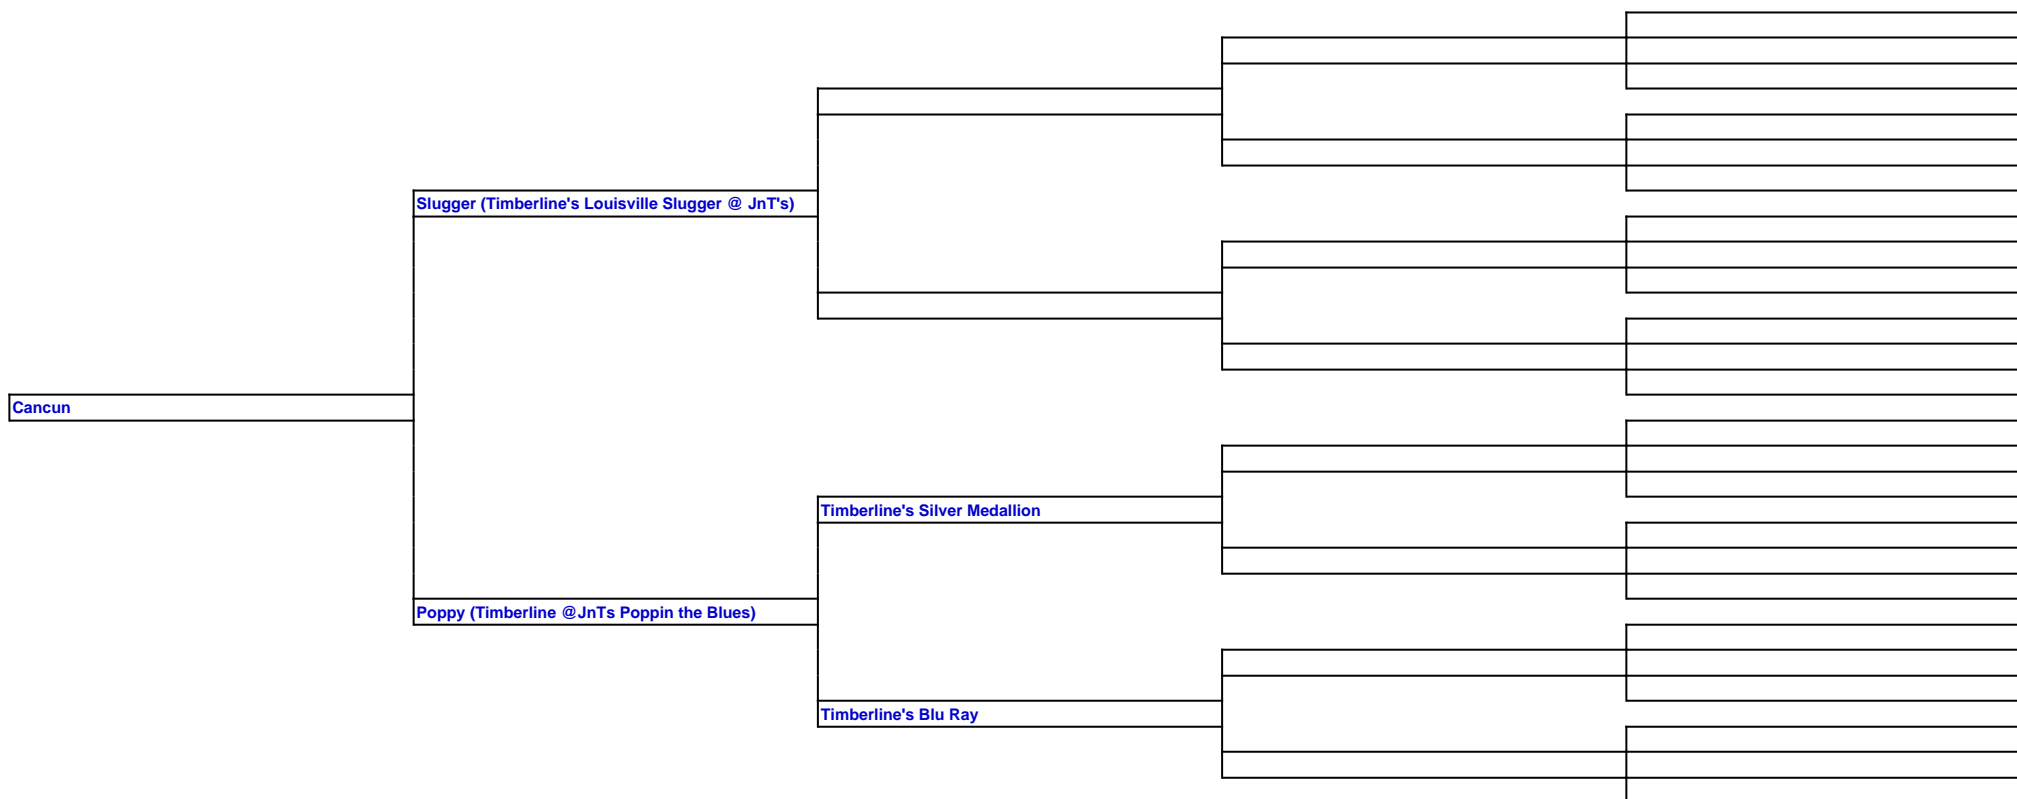 Slugger (Timberline's Louisville Slugger @ JnT's)
Cancun
Timberline's Silver Medallion
Poppy (Timberline @JnTs Poppin the Blues)
Timberline's Blu Ray